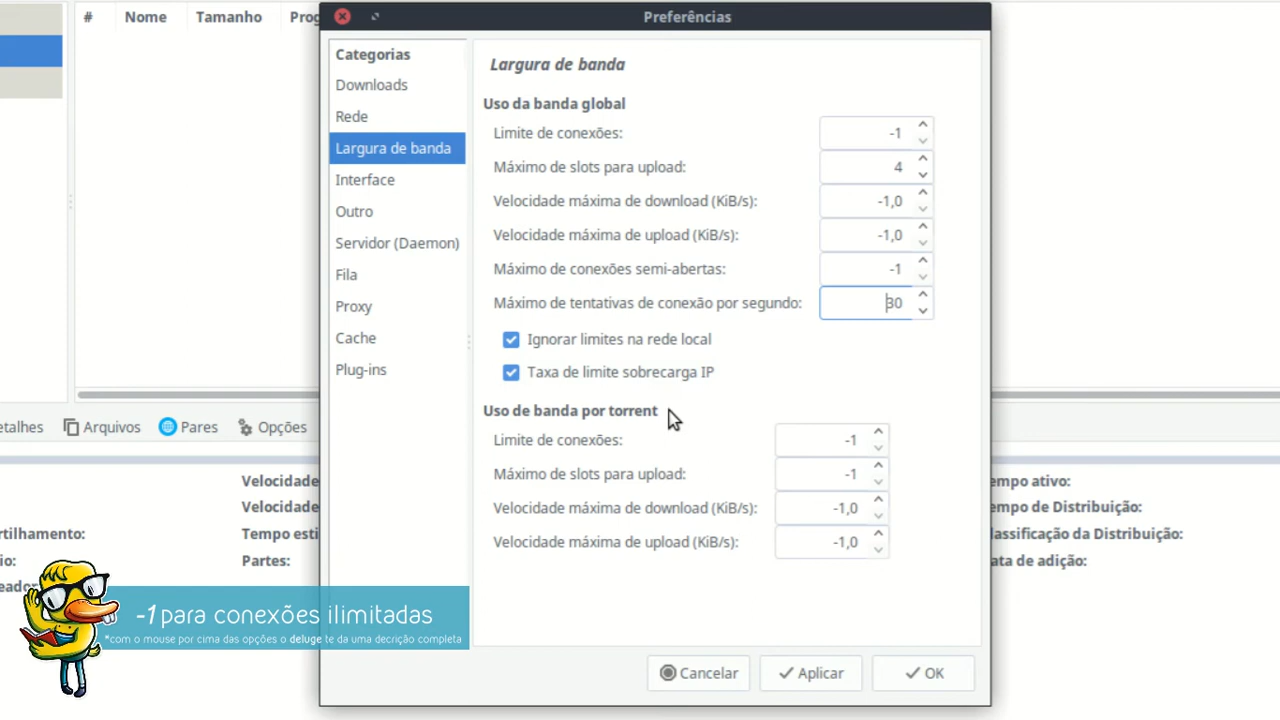 # Nome Tamanho Prog
Preferências
Categorias
Downloads
Rede
Largura de banda
Interface
Outro
Servidor (Daemon)
Fila
Proxy
Cache
Plug-ins
Largura de banda
Uso da banda global
Limite de conexões: -1
Máximo de slots para upload: 4
Velocidade máxima de download (KiB/s): -1,0
Velocidade máxima de upload (KiB/s): -1,0
Máximo de conexões semi-abertas: -1
Máximo de tentativas de conexão por segundo: 30
Ignorar limites na rede local
Taxa de limite sobrecarga IP
Uso de banda por torrent
Limite de conexões: -1
Máximo de slots para upload: -1
Velocidade máxima de download (KiB/s): -1,0
Velocidade máxima de upload (KiB/s): -1,0
Cancelar Aplicar OK
etalhes Arquivos Pares Opções
Velocidade
Velocidade
rtilhamento: Tempo esti
io: Partes:
eador
empo ativo:
empo de Distribuição:
lassificação da Distribuição:
ata de adição:
-1 para conexões ilimitadas
*com o mouse por cima das opções o deluge te da uma decrição completa